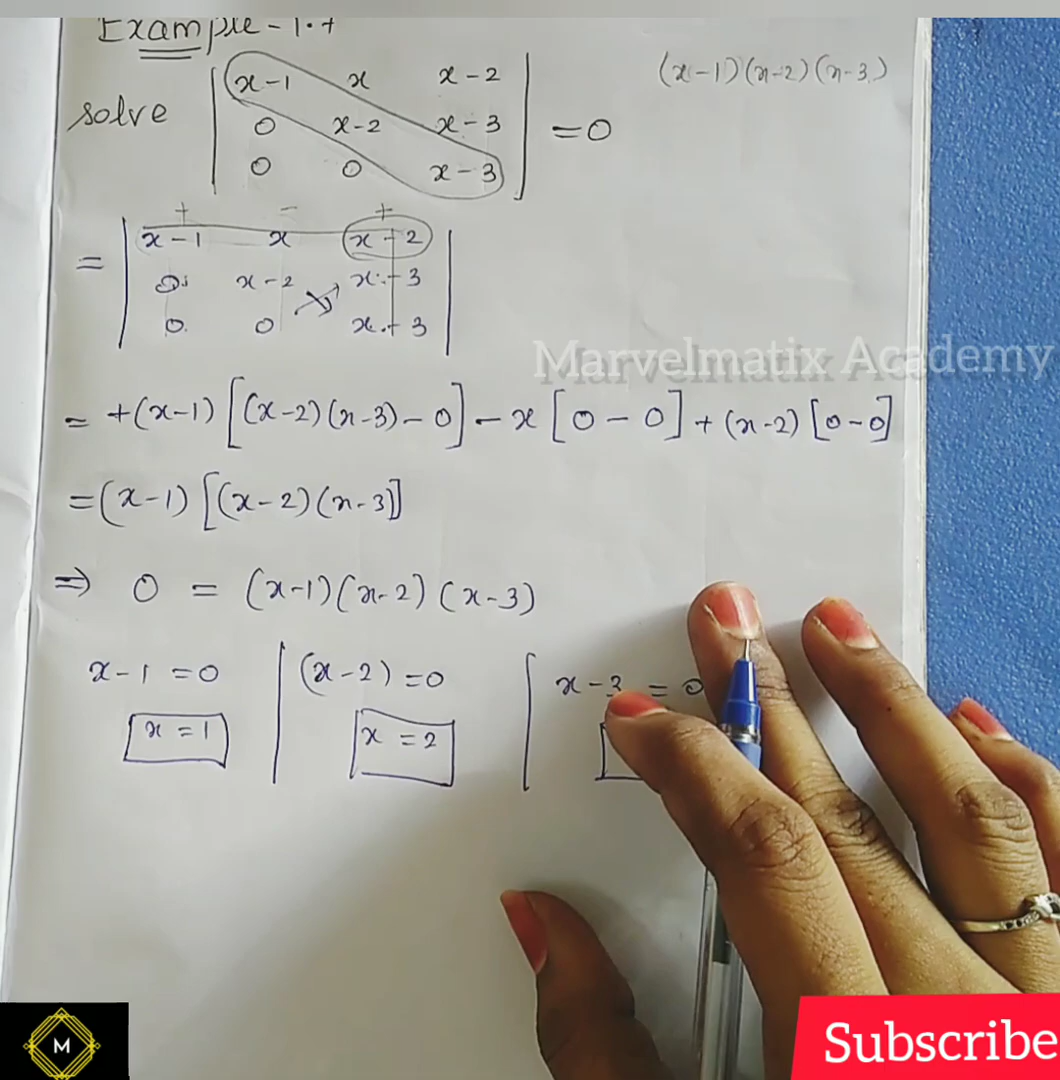 Example-1.7
(x-1)(x-2)(x-3)
solve | x-1 x x-2 |
| 0 x-2 x-3 | =0
| 0 0 x-3 |
+ - +
= | x-1 x x-2 |
| 0 x-2 x-3 |
| 0 0 x-3 |
Marvelmatix Academy
= +(x-1) [(x-2)(x-3)-0] - x [0-0] + (x-2) [0-0]
= (x-1) [(x-2)(x-3)]
⇒ 0 = (x-1)(x-2)(x-3)
x-1=0 | (x-2)=0 | x-3=0
x=1 | x=2
M
Subscribe